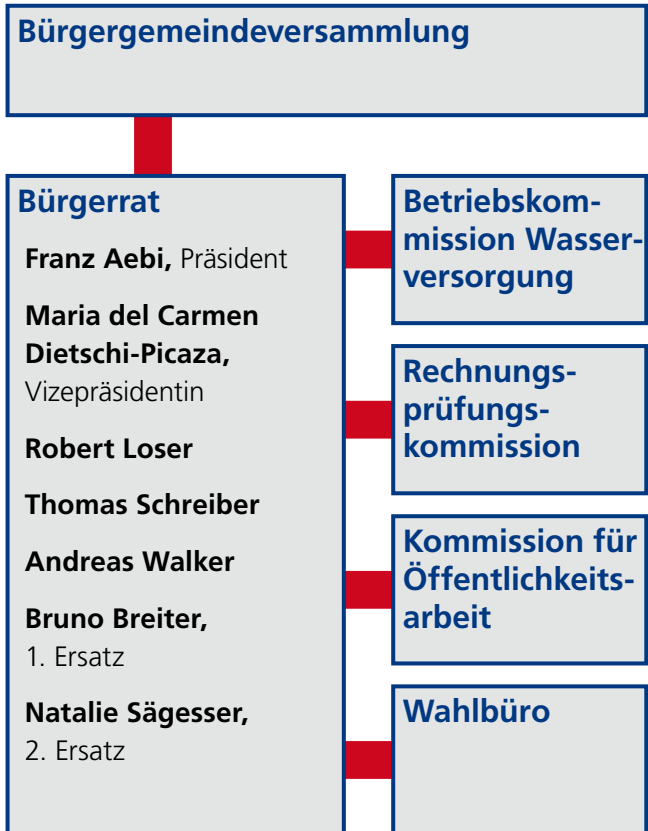 Bürgergemeindeversammlung
Bürgerrat
Franz Aebi, Präsident
Maria del Carmen
Dietschi-Picaza,
Vizepräsidentin
Robert Loser
Thomas Schreiber
Andreas Walker
Bruno Breiter,
1. Ersatz
Natalie Sägesser,
2. Ersatz
Betriebskom-
mission Wasser-
versorgung
Rechnungs-
prüfungs-
kommission
Kommission für
Öffentlichkeits-
arbeit
Wahlbüro